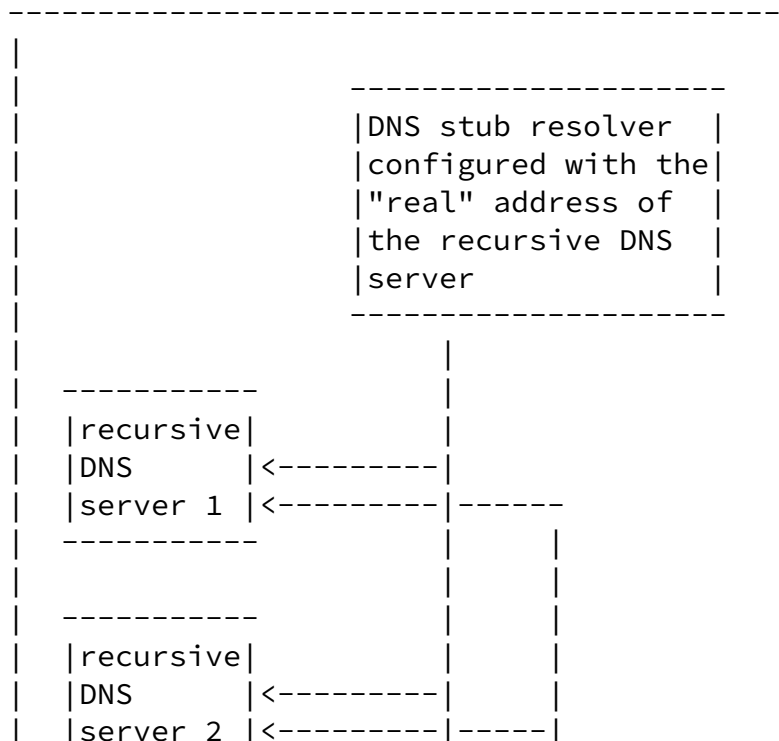 DNS stub resolver
configured with the
"real" address of
the recursive DNS
server
recursive
DNS
server 1
recursive
DNS
server 2